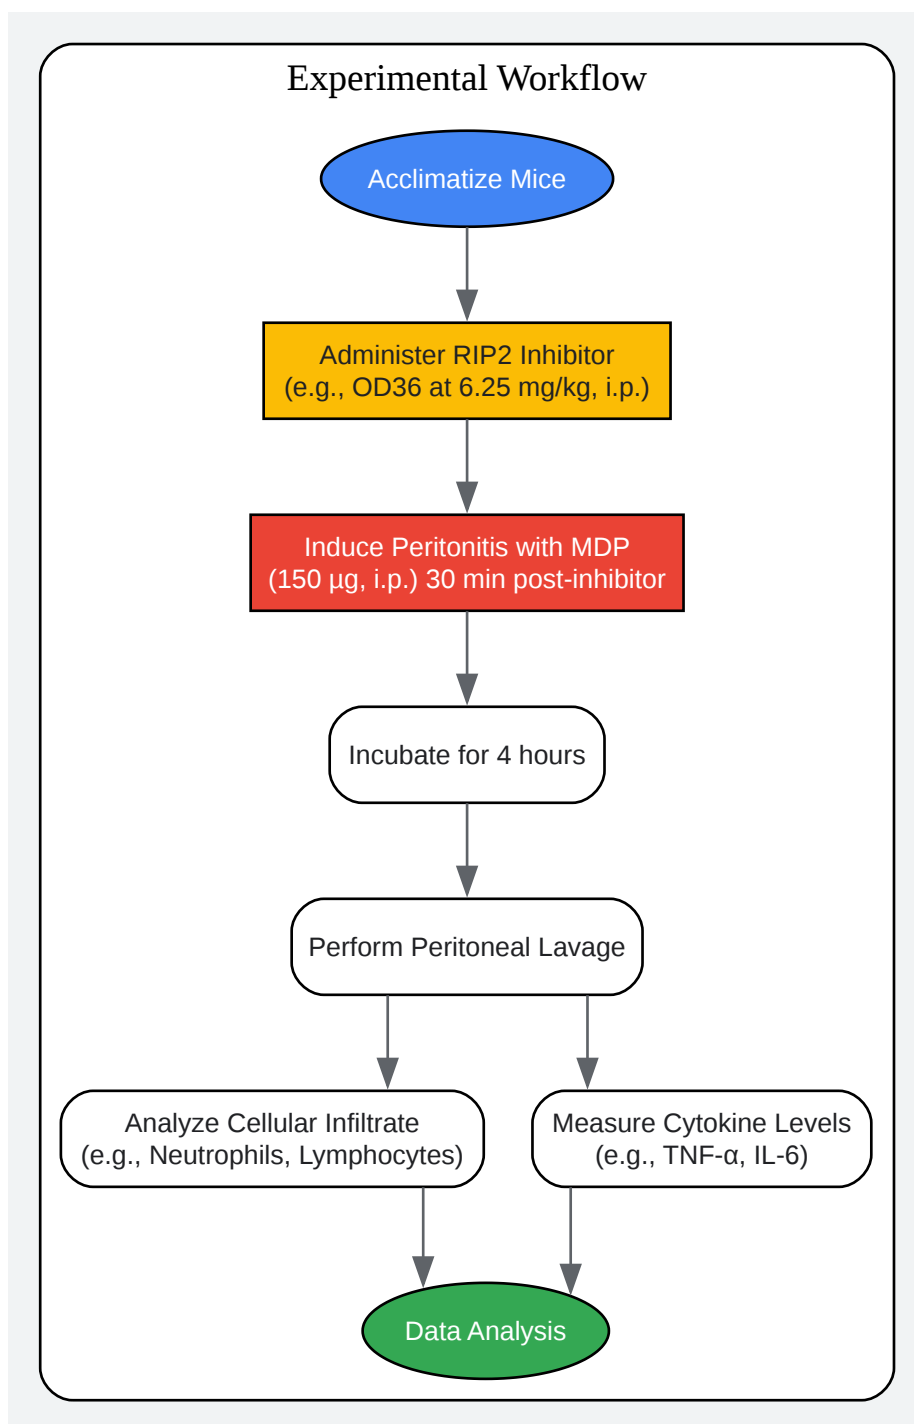 Experimental Workflow
Acclimatize Mice
Administer RIP2 Inhibitor
(e.g., OD36 at 6.25 mg/kg, i.p.)
Induce Peritonitis with MDP
(150 µg, i.p.) 30 min post-inhibitor
Incubate for 4 hours
Perform Peritoneal Lavage
Analyze Cellular Infiltrate
(e.g., Neutrophils, Lymphocytes)
Measure Cytokine Levels
(e.g., TNF-α, IL-6)
Data Analysis